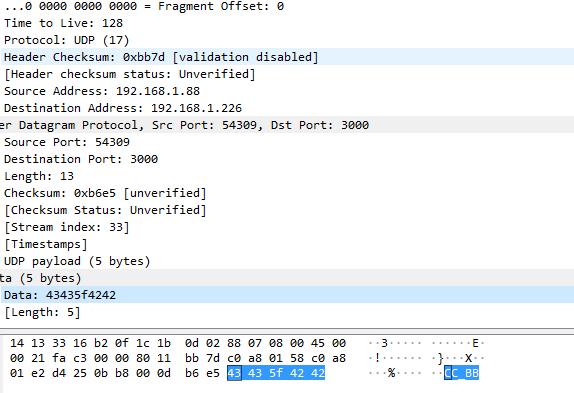 ...0 0000 0000 0000 = Fragment Offset: 0
Time to Live: 128
Protocol: UDP (17)
Header Checksum: 0xbb7d [validation disabled]
[Header checksum status: Unverified]
Source Address: 192.168.1.88
Destination Address: 192.168.1.226
er Datagram Protocol, Src Port: 54309, Dst Port: 3000
Source Port: 54309
Destination Port: 3000
Length: 13
Checksum: 0xb6e5 [unverified]
[Checksum Status: Unverified]
[Stream index: 33]
[Timestamps]
UDP payload (5 bytes)
ta (5 bytes)
Data: 43435f4242
[Length: 5]
14 13 33 16 b2 0f 1c 1b 0d 02 88 07 08 00 45 00 ··3····· ······E·
00 21 fa c3 00 00 80 11 bb 7d c0 a8 01 58 c0 a8 ·!······ ·}···X··
01 e2 d4 25 0b b8 00 0d b6 e5 43 43 5f 42 42 ···%···· ··CC_BB